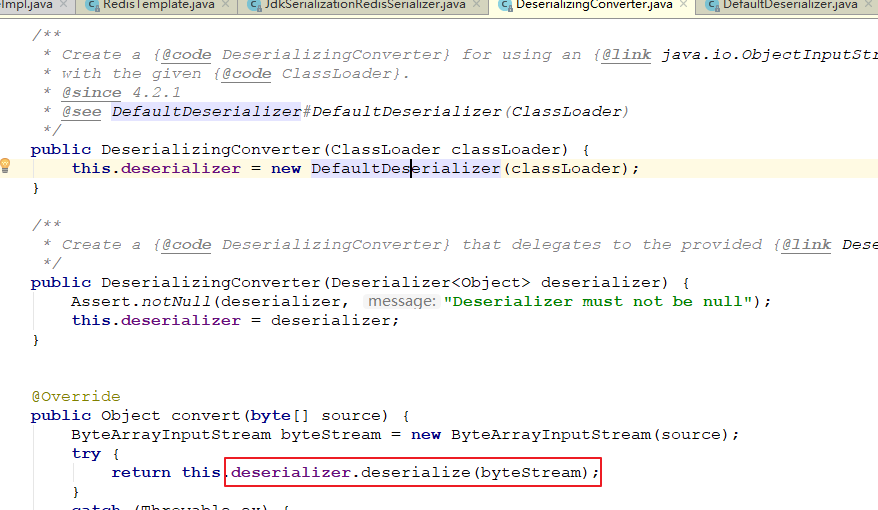 eImpl.java × RedisTemplate.java × JdkSerializationRedisSerializer.java × DeserializingConverter.java × DefaultDeserializer.java ×
/**
 * Create a {@code DeserializingConverter} for using an {@link java.io.ObjectInputStr
 * with the given {@code ClassLoader}.
 * @since 4.2.1
 * @see DefaultDeserializer#DefaultDeserializer(ClassLoader)
 */
public DeserializingConverter(ClassLoader classLoader) {
    this.deserializer = new DefaultDeserializer(classLoader);
}
/**
 * Create a {@code DeserializingConverter} that delegates to the provided {@link Dese
 */
public DeserializingConverter(Deserializer<Object> deserializer) {
    Assert.notNull(deserializer, message: "Deserializer must not be null");
    this.deserializer = deserializer;
}
@Override
public Object convert(byte[] source) {
    ByteArrayInputStream byteStream = new ByteArrayInputStream(source);
    try {
        return this.deserializer.deserialize(byteStream);
    }
    catch (Throwable ex) {